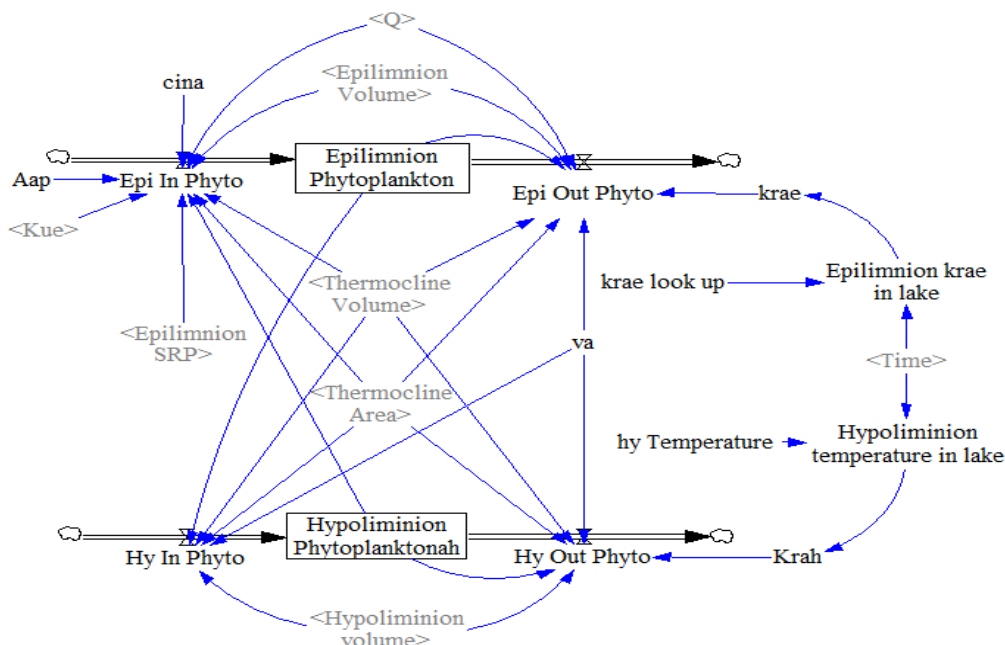 <Q>
<Epilimnion
Volume>
cina
Epilimnion
Phytoplankton
Aap
Epi In Phyto
Epi Out Phyto
krae
<Kue>
<Thermocline
Volume>
krae look up
Epilimnion krae
in lake
<Epilimnion
SRP>
va
<Time>
<Thermocline
Area>
hy Temperature
Hypoliminion
temperature in lake
Hypoliminion
Phytoplanktonah
Hy In Phyto
Hy Out Phyto
Krah
<Hypoliminion
volume>